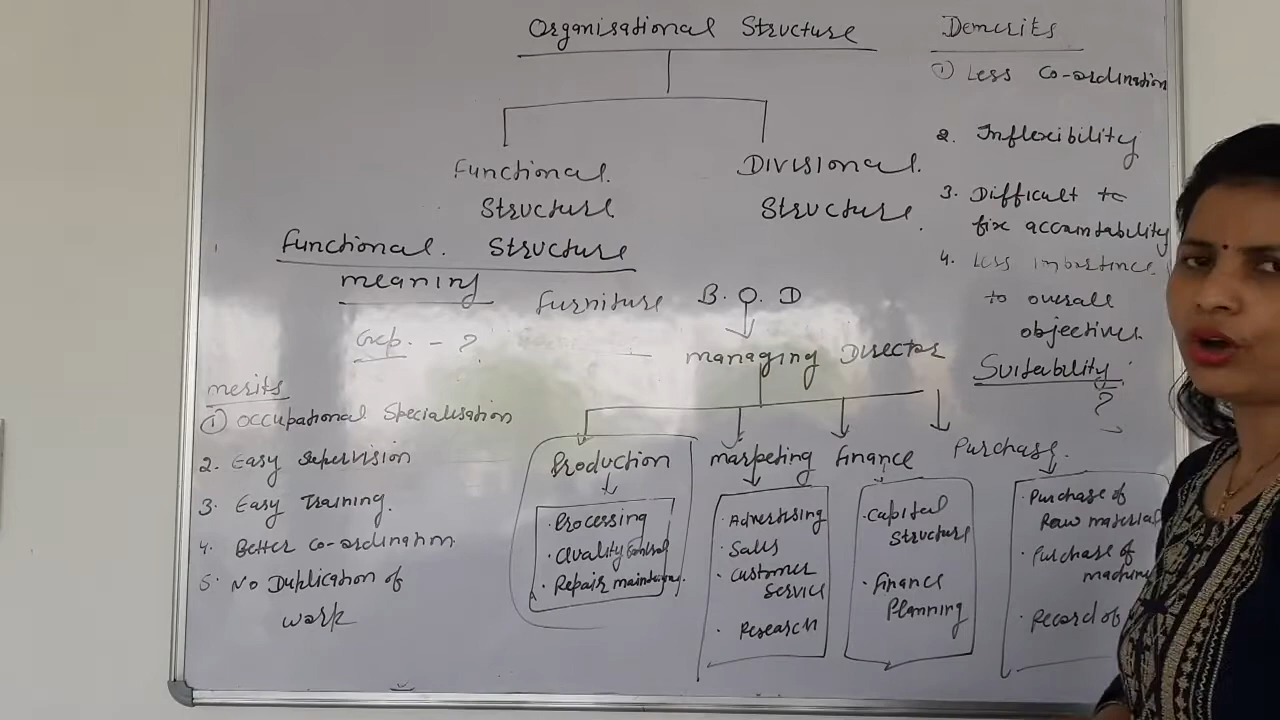 Organisational Structure
Functional
Structure
Divisional
Structure
Functional Structure
meaning
Furniture
B.O.D
managing Director
Production
Processing
Quality Control
Repair
marketing
Advertising
Sales
Customer
Service
Research
finance
Capital
Structure
Finance
Planning
Purchase
Purchase of
Raw material
Purchase of
machine
Record of
merits
① Occupational Specialisation
2. Easy Supervision
3. Easy Training.
4. Better Co-ordination
5. No Duplication of
work
Demerits
① Less Co-ordination
2. Inflexibility
3. Difficult to
fix accountability
4. Less importance
to overall
objectives.
Suitability
?